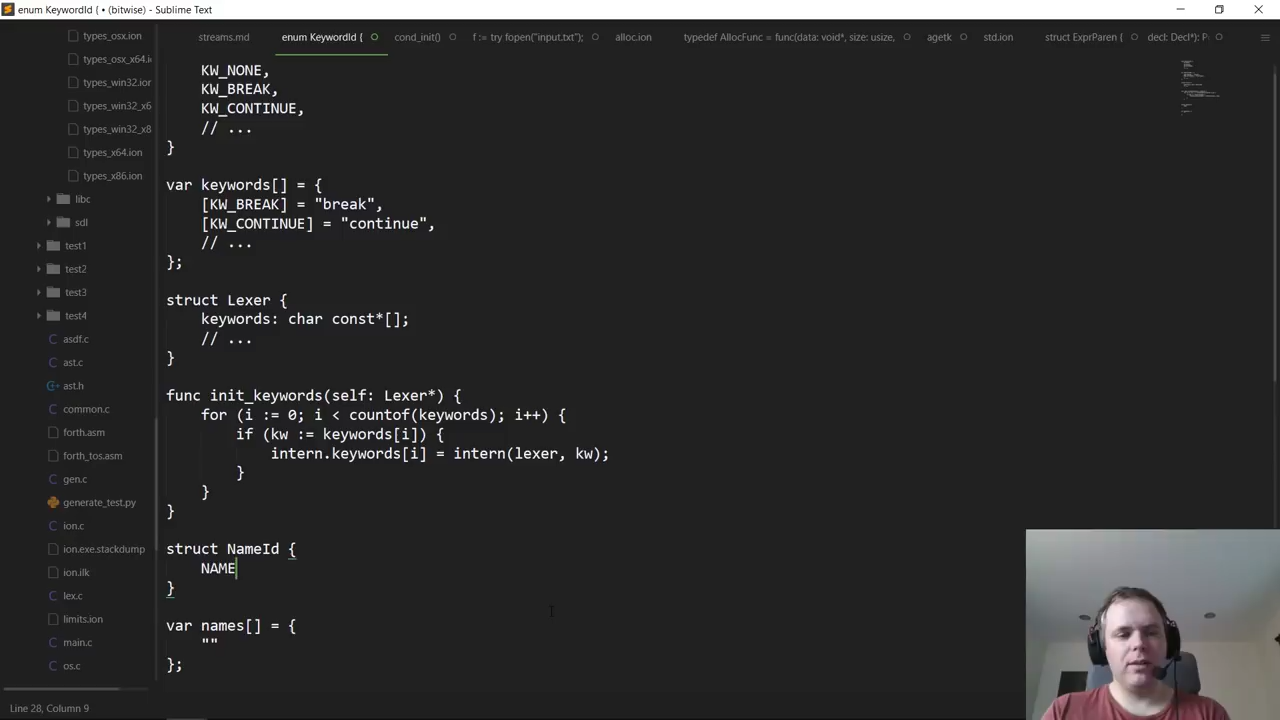 enum KeywordId { • (bitwise) - Sublime Text
streams.md
enum KeywordId {
cond_init()
f := try fopen("input.txt");
alloc.ion
typedef AllocFunc = func(data: void*, size: usize,
agetk
std.ion
struct ExprParen {
decl: Decl*): P
types_osx.ion
types_osx_x64.i
types_win32.ion
types_win32_x6
types_win32_x8
types_x64.ion
types_x86.ion
libc
sdl
test1
test2
test3
test4
asdf.c
ast.c
ast.h
common.c
forth.asm
forth_tos.asm
gen.c
generate_test.py
ion.c
ion.exe.stackdump
ion.ilk
lex.c
limits.ion
main.c
os.c
KW_NONE,
KW_BREAK,
KW_CONTINUE,
// ...
}
var keywords[] = {
[KW_BREAK] = "break",
[KW_CONTINUE] = "continue",
// ...
};
struct Lexer {
keywords: char const*[];
// ...
}
func init_keywords(self: Lexer*) {
for (i := 0; i < countof(keywords); i++) {
if (kw := keywords[i]) {
intern.keywords[i] = intern(lexer, kw);
}
}
}
struct NameId {
NAME
}
var names[] = {
""
};
Line 28, Column 9